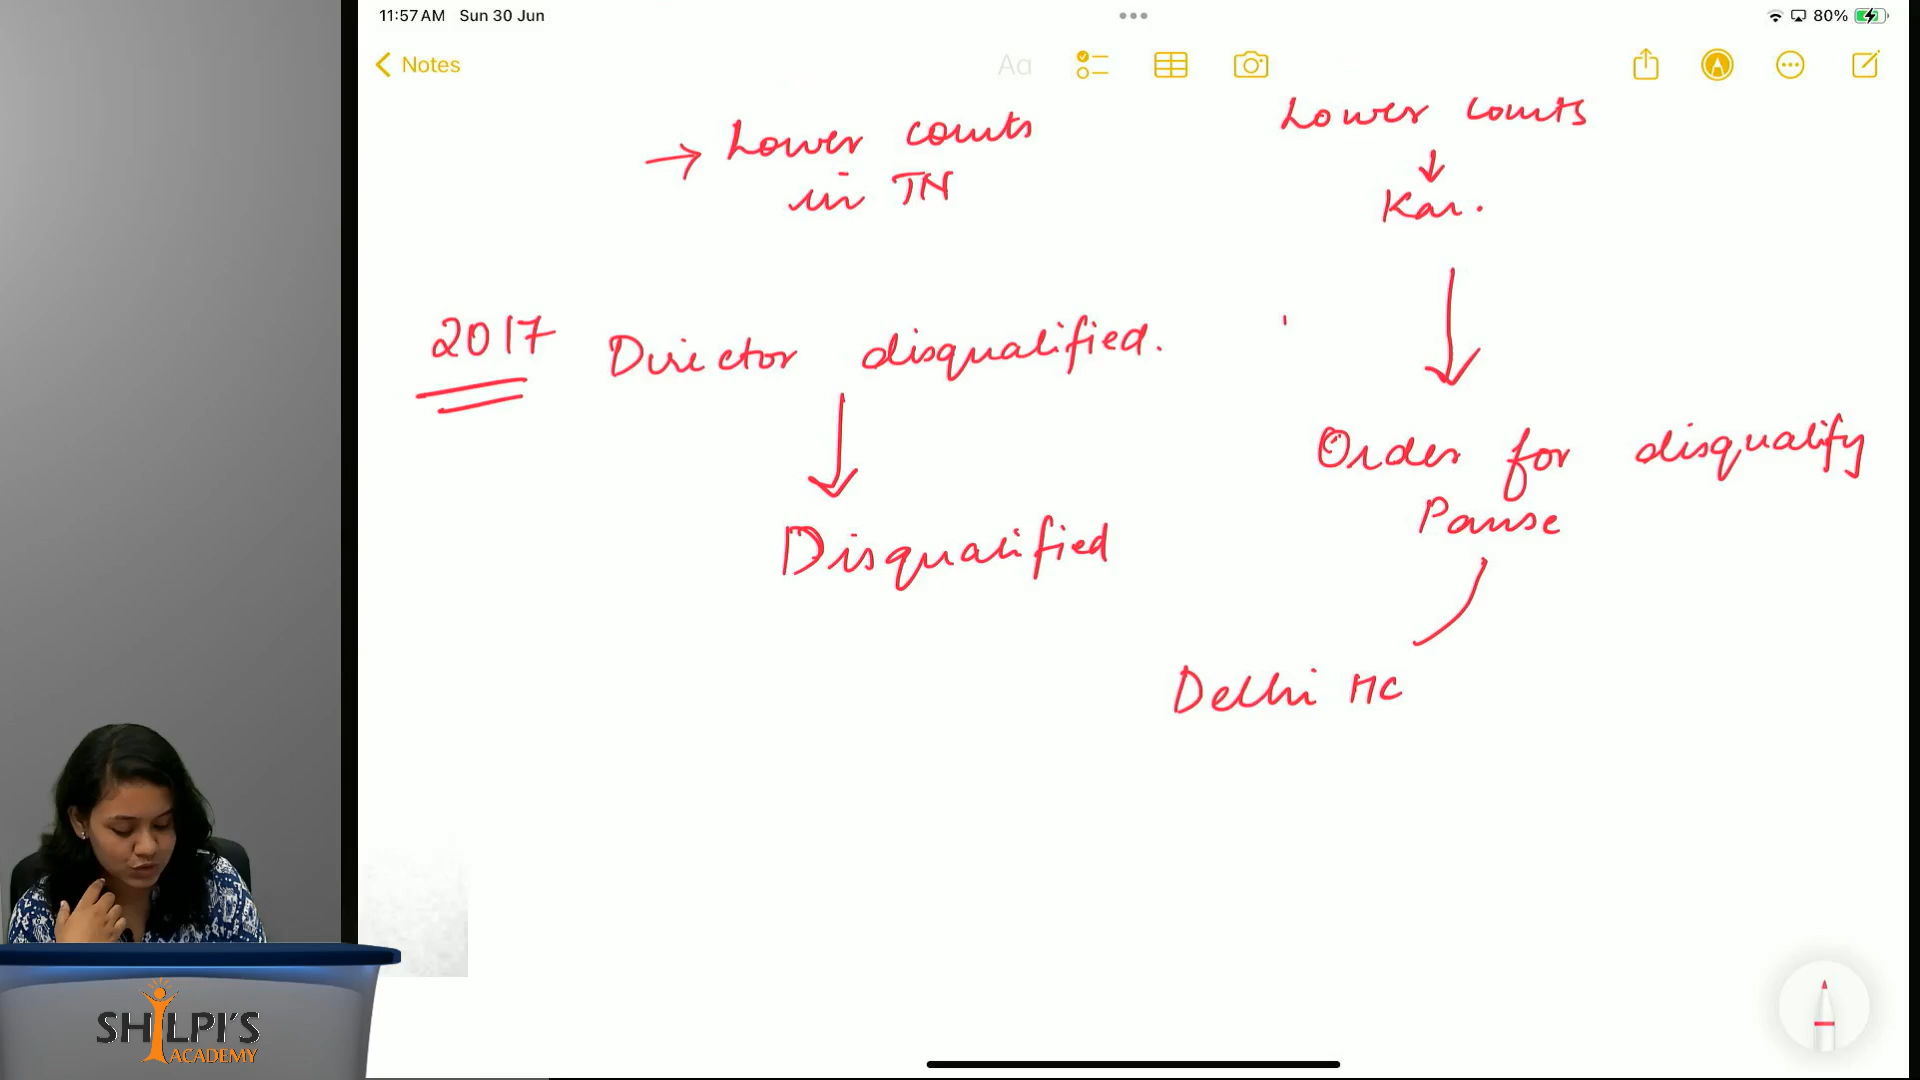 11:57 AM Sun 30 Jun
80%
Notes
Aa
→ Lower courts
in TN
Lower courts
↓
Kar.
2017 Director disqualified.
Disqualified
Order for disqualify
Pause
Delhi HC
SHILPI'S
ACADEMY